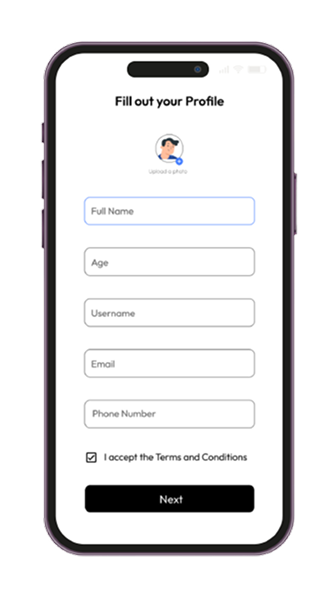 Fill out your Profile
Upload a photo
Full Name
Age
Username
Email
Phone Number
I accept the Terms and Conditions
Next